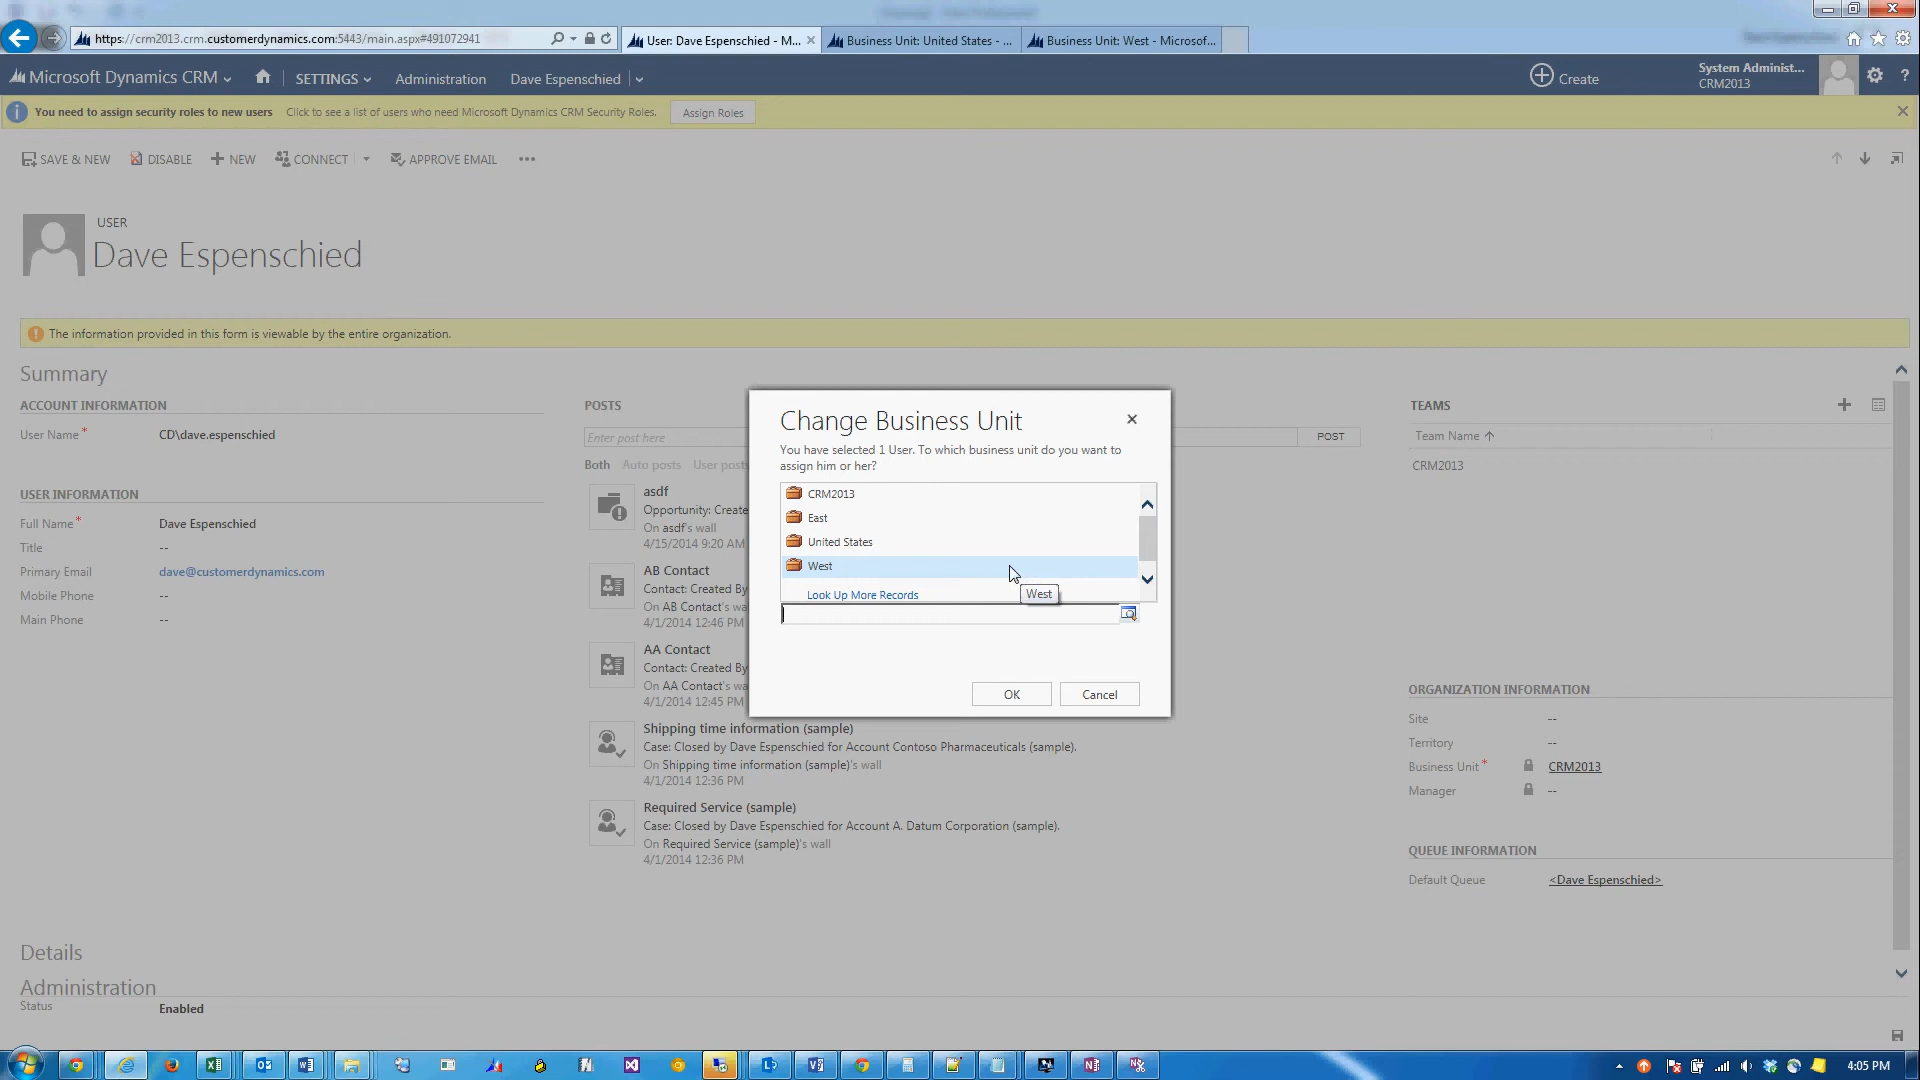 https://crm2013.crm.customerdynamics.com:5443/main.aspx#491072941
User: Dave Espenschied - M...
Business Unit: United States - ...
Business Unit: West - Microsof...
Microsoft Dynamics CRM
SETTINGS
Administration
Dave Espenschied
Create
System Administ...
CRM2013
?
You need to assign security roles to new users
Click to see a list of users who need Microsoft Dynamics CRM Security Roles.
Assign Roles
SAVE & NEW
DISABLE
NEW
CONNECT
APPROVE EMAIL
USER
Dave Espenschied
The information provided in this form is viewable by the entire organization.
Summary
ACCOUNT INFORMATION
User Name *
CD\dave.espenschied
USER INFORMATION
Full Name *
Dave Espenschied
Title
--
Primary Email
dave@customerdynamics.com
Mobile Phone
--
Main Phone
--
POSTS
Enter post here
POST
Both
Auto posts
User posts
asdf
Opportunity: Create
On asdf's wall
4/15/2014 9:20 AM
AB Contact
Contact: Created By
On AB Contact's wa
4/1/2014 12:46 PM
AA Contact
Contact: Created By
On AA Contact's wa
4/1/2014 12:45 PM
Shipping time information (sample)
Case: Closed by Dave Espenschied for Account Contoso Pharmaceuticals (sample).
On Shipping time information (sample)'s wall
4/1/2014 12:36 PM
Required Service (sample)
Case: Closed by Dave Espenschied for Account A. Datum Corporation (sample).
On Required Service (sample)'s wall
4/1/2014 12:36 PM
Change Business Unit
You have selected 1 User. To which business unit do you want to
assign him or her?
CRM2013
East
United States
West
Look Up More Records
West
OK
Cancel
TEAMS
Team Name
CRM2013
ORGANIZATION INFORMATION
Site
--
Territory
--
Business Unit *
CRM2013
Manager
--
QUEUE INFORMATION
Default Queue
<Dave Espenschied>
Details
Administration
Status
Enabled
4:05 PM